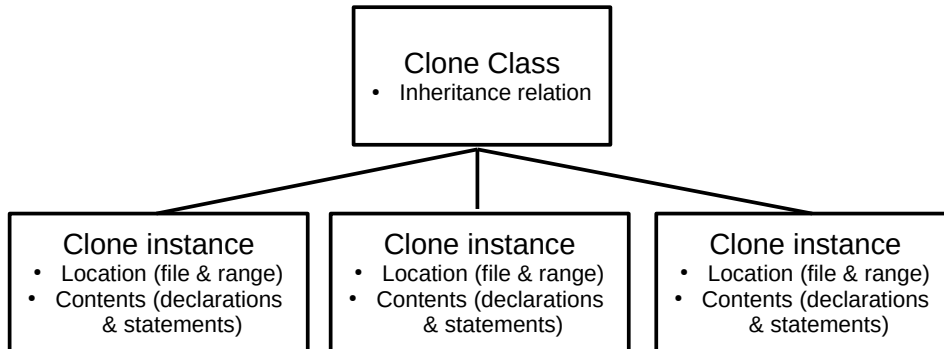 Clone Class
• Inheritance relation
Clone instance
• Location (file & range)
• Contents (declarations
& statements)
Clone instance
• Location (file & range)
• Contents (declarations
& statements)
Clone instance
• Location (file & range)
• Contents (declarations
& statements)